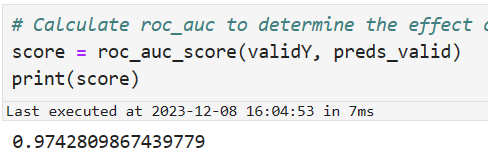 # Calculate roc_auc to determine the effect
score = roc_auc_score(validY, preds_valid)
print(score)
Last executed at 2023-12-08 16:04:53 in 7ms
0.9742809867439779